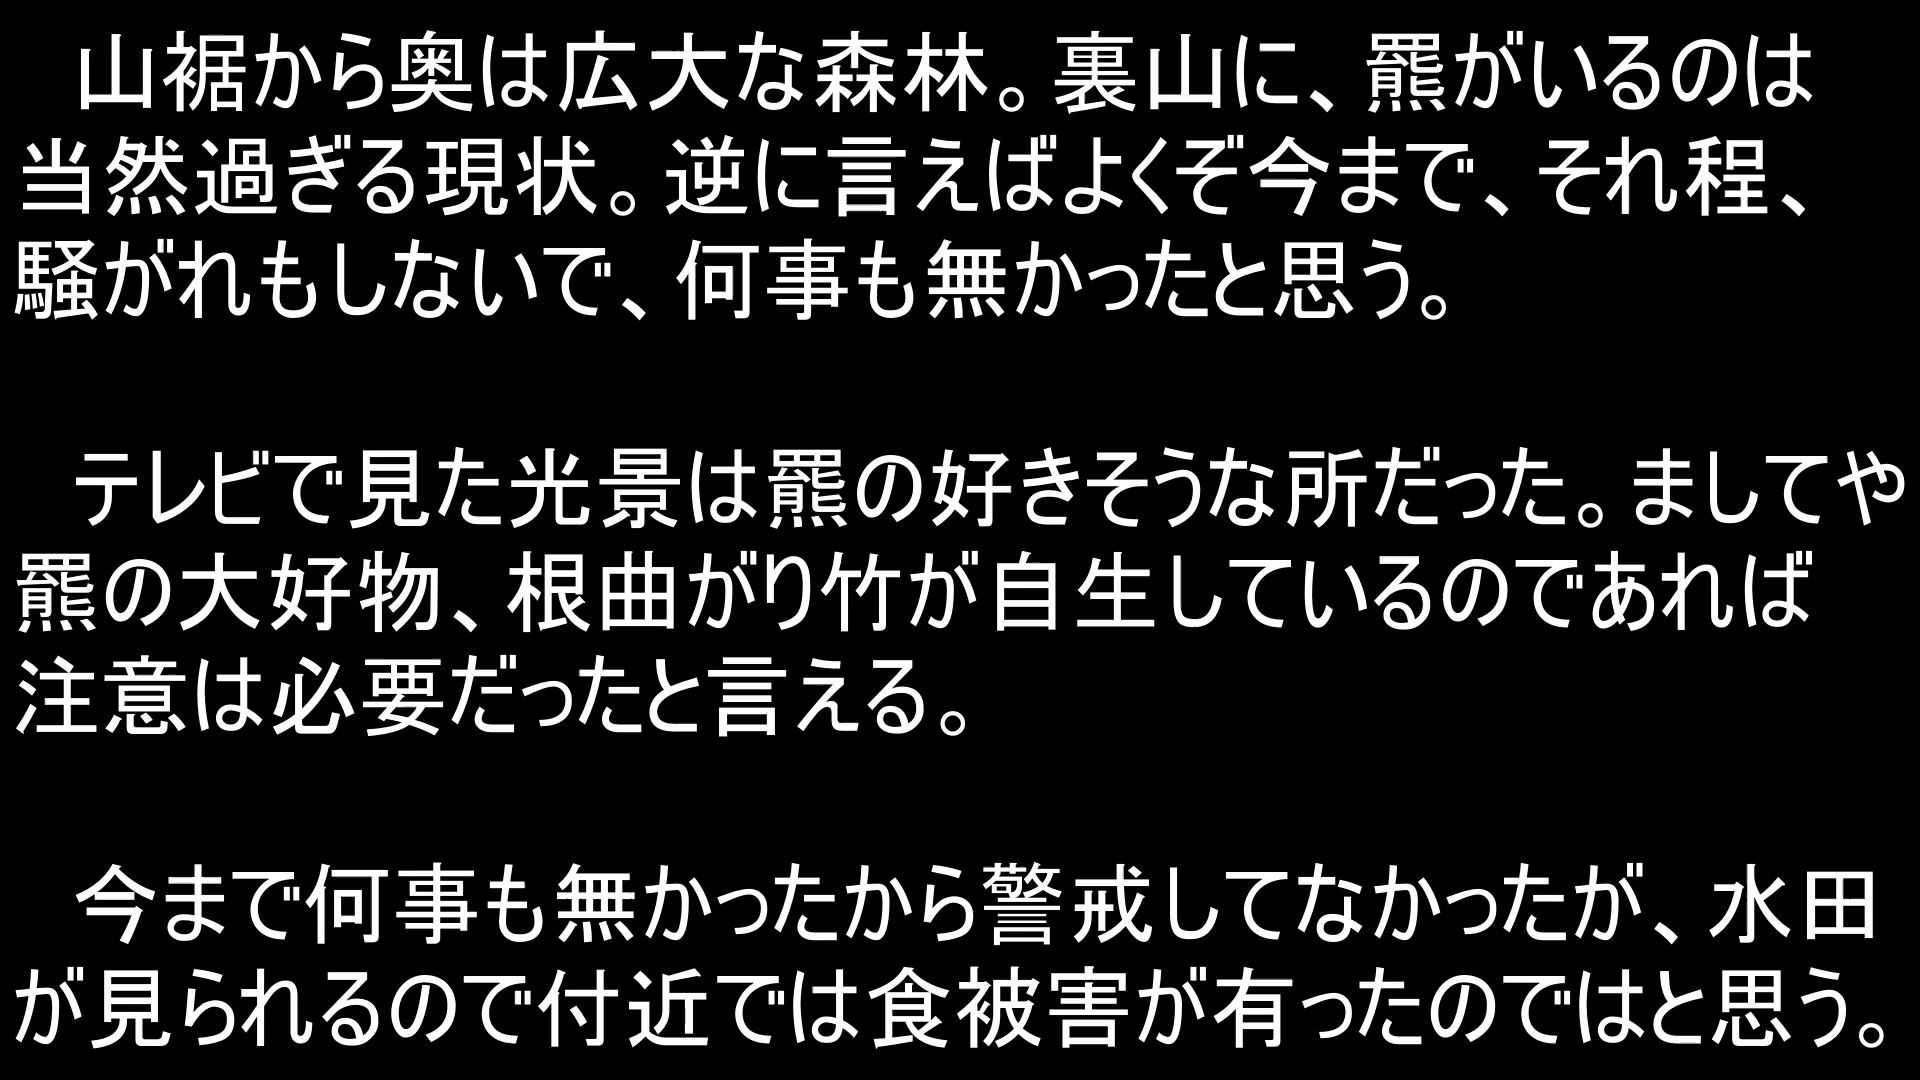 山裾から奥は広大な森林。裏山に、羆がいるのは
当然過ぎる現状。逆に言えばよくぞ今まで、それ程、
騒がれもしないで、何事も無かったと思う。
テレビで見た光景は羆の好きそうな所だった。ましてや
羆の大好物、根曲がり竹が自生しているのであれば
注意は必要だったと言える。
今まで何事も無かったから警戒してなかったが、水田
が見られるので付近では食被害が有ったのではと思う。